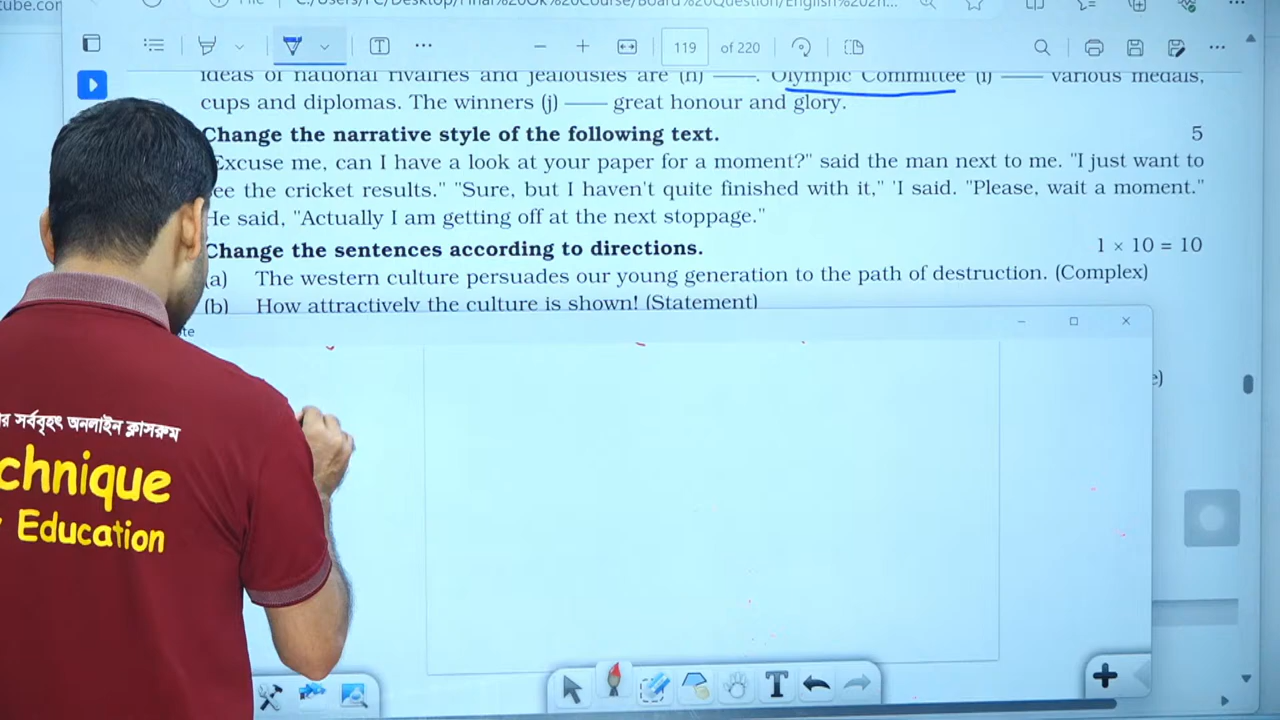 119 of 220
ideas of national rivalries and jealousies are (h) ——. Olympic Committee (i) —— various medals,
cups and diplomas. The winners (j) —— great honour and glory.
Change the narrative style of the following text. 5
Excuse me, can I have a look at your paper for a moment?" said the man next to me. "I just want to
ee the cricket results." "Sure, but I haven't quite finished with it," 'I said. "Please, wait a moment."
He said, "Actually I am getting off at the next stoppage."
Change the sentences according to directions. 1 × 10 = 10
(a) The western culture persuades our young generation to the path of destruction. (Complex)
(b) How attractively the culture is shown! (Statement)
র সর্ববৃহৎ অনলাইন ক্লাসরুম
chnique
Education
T